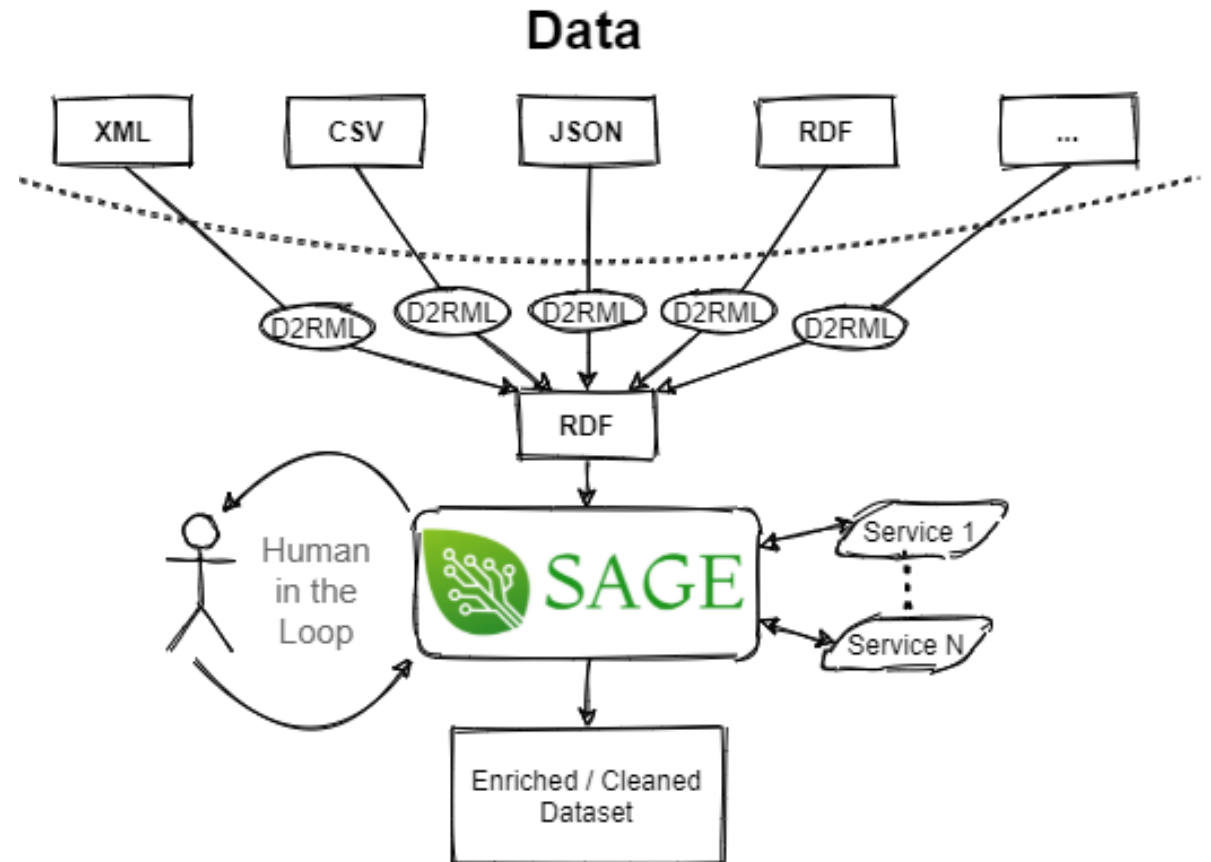 Data
XML
CSV
JSON
RDF
...
D2RML
D2RML
D2RML
D2RML
D2RML
RDF
Human
in the
Loop
SAGE
Service 1
Service N
Enriched / Cleaned
Dataset